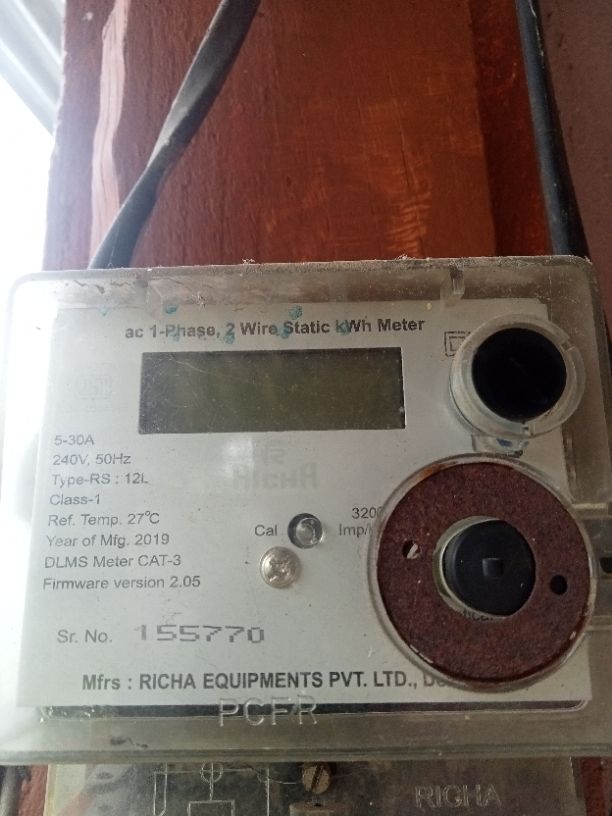 ac 1-Phase, 2 Wire Static kWh Meter
5-30A
240V, 50Hz
Type-RS : 12L
Class-1
Ref. Temp. 27°C
Year of Mfg. 2019
DLMS Meter CAT-3
Firmware version 2.05
3200
Cal. Imp/
Sr. No. 155770
Mfrs : RICHA EQUIPMENTS PVT. LTD.,
RICHA